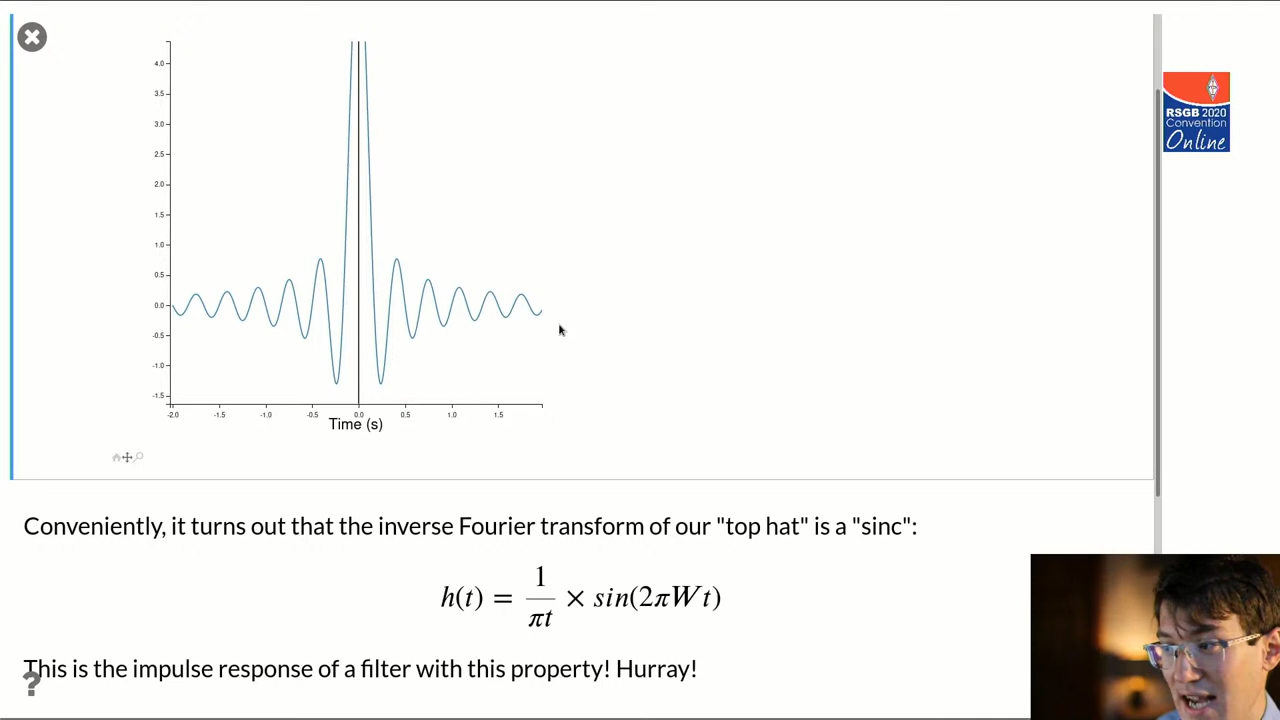 4.0
3.5
3.0
2.5
2.0
1.5
1.0
0.5
0.0
-0.5
-1.0
-1.5
-2.0 -1.5 -1.0 -0.5 0.0 0.5 1.0 1.5
Time (s)
RSGB 2020
Convention
Online
Conveniently, it turns out that the inverse Fourier transform of our "top hat" is a "sinc":
h(t) = 1/πt × sin(2πWt)
This is the impulse response of a filter with this property! Hurray!
?